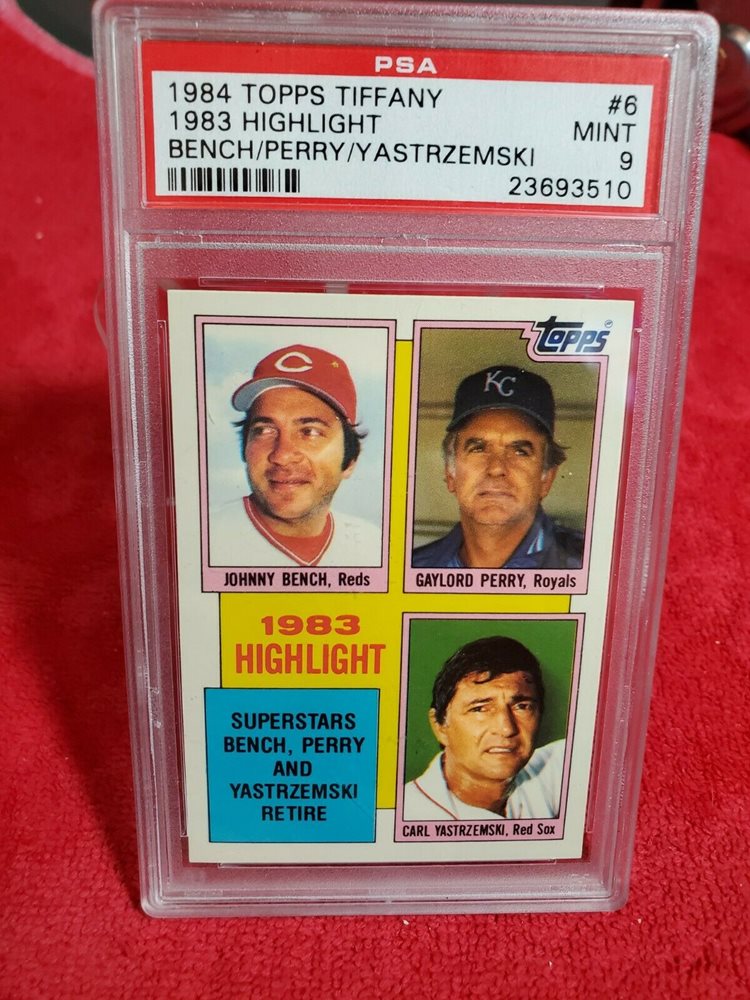 PSA
1984 TOPPS TIFFANY #6
1983 HIGHLIGHT MINT
BENCH/PERRY/YASTRZEMSKI 9
23693510
topps
C
KC
JOHNNY BENCH, Reds
GAYLORD PERRY, Royals
1983
HIGHLIGHT
SUPERSTARS
BENCH, PERRY
AND
YASTRZEMSKI
RETIRE
CARL YASTRZEMSKI, Red Sox